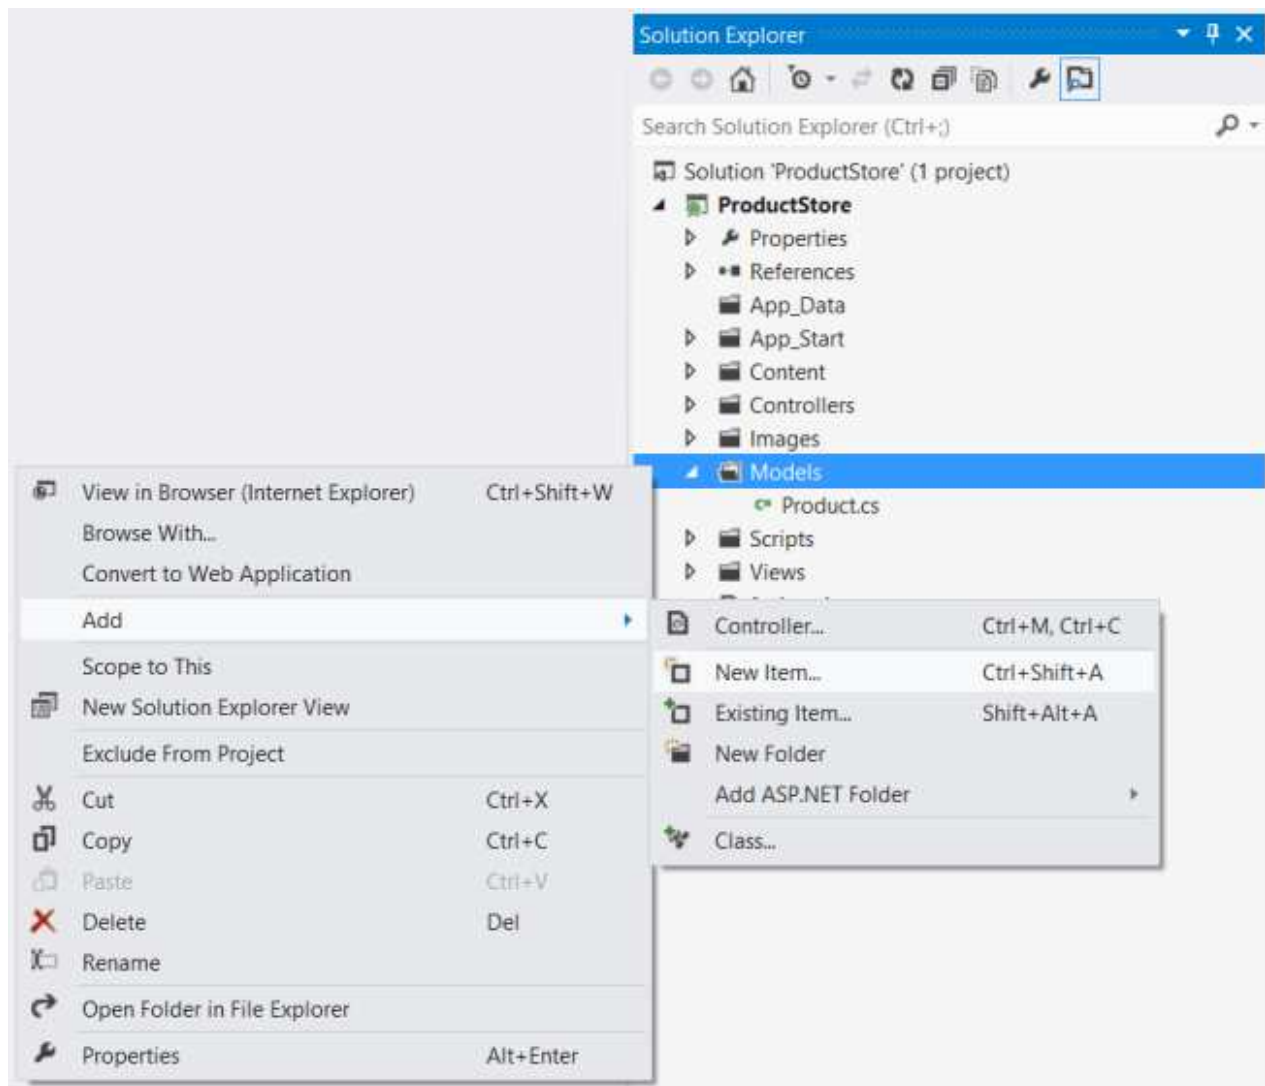 Solution Explorer
Search Solution Explorer (Ctrl+;)
Solution 'ProductStore' (1 project)
ProductStore
Properties
References
App_Data
App_Start
Content
Controllers
Images
Models
Product.cs
Scripts
Views
View in Browser (Internet Explorer) Ctrl+Shift+W
Browse With...
Convert to Web Application
Add
Scope to This
New Solution Explorer View
Exclude From Project
Cut Ctrl+X
Copy Ctrl+C
Paste Ctrl+V
Delete Del
Rename
Open Folder in File Explorer
Properties Alt+Enter
Controller... Ctrl+M, Ctrl+C
New Item... Ctrl+Shift+A
Existing Item... Shift+Alt+A
New Folder
Add ASP.NET Folder
Class...